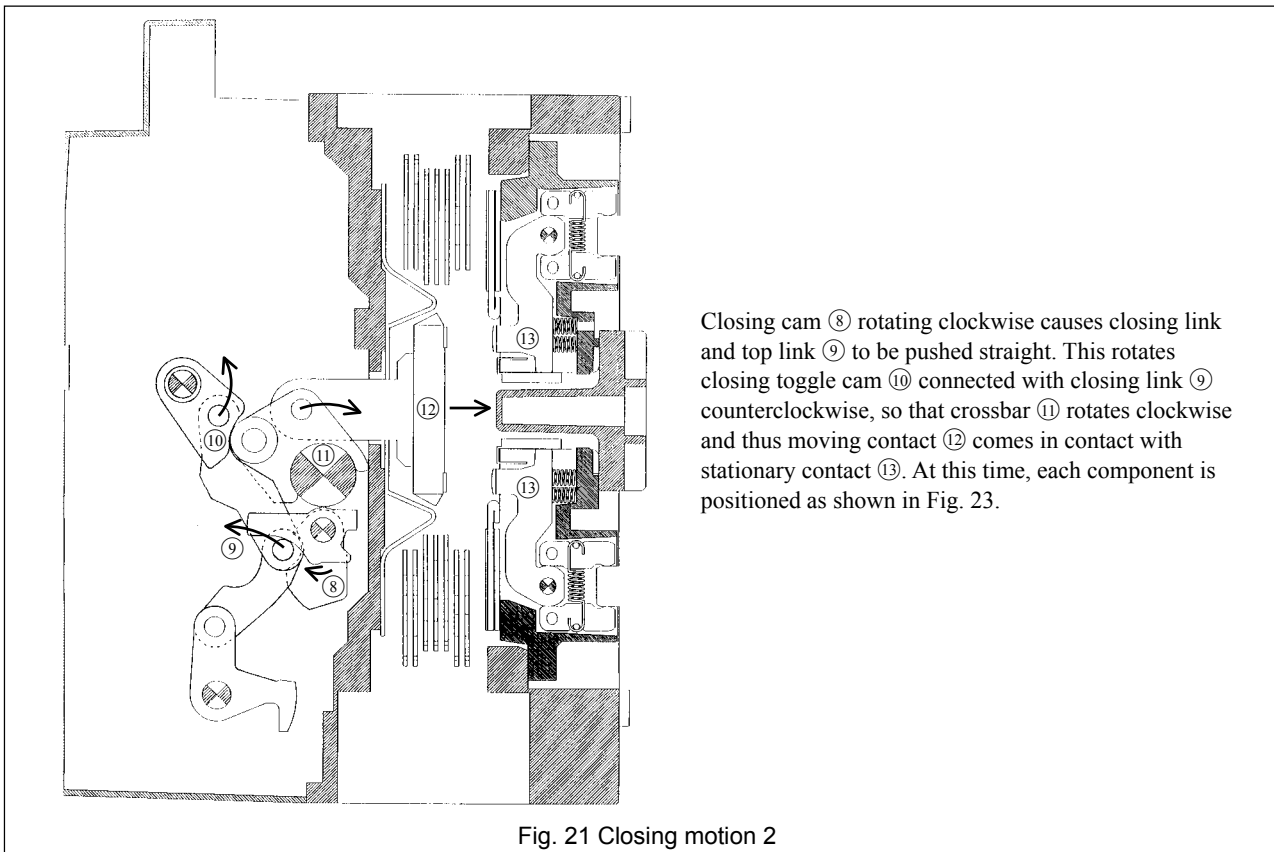 ⑬
⑫
⑩
⑪
⑬
⑨
⑧
Closing cam ⑧ rotating clockwise causes closing link
and top link ⑨ to be pushed straight. This rotates
closing toggle cam ⑩ connected with closing link ⑨
counterclockwise, so that crossbar ⑪ rotates clockwise
and thus moving contact ⑫ comes in contact with
stationary contact ⑬. At this time, each component is
positioned as shown in Fig. 23.
Fig. 21 Closing motion 2